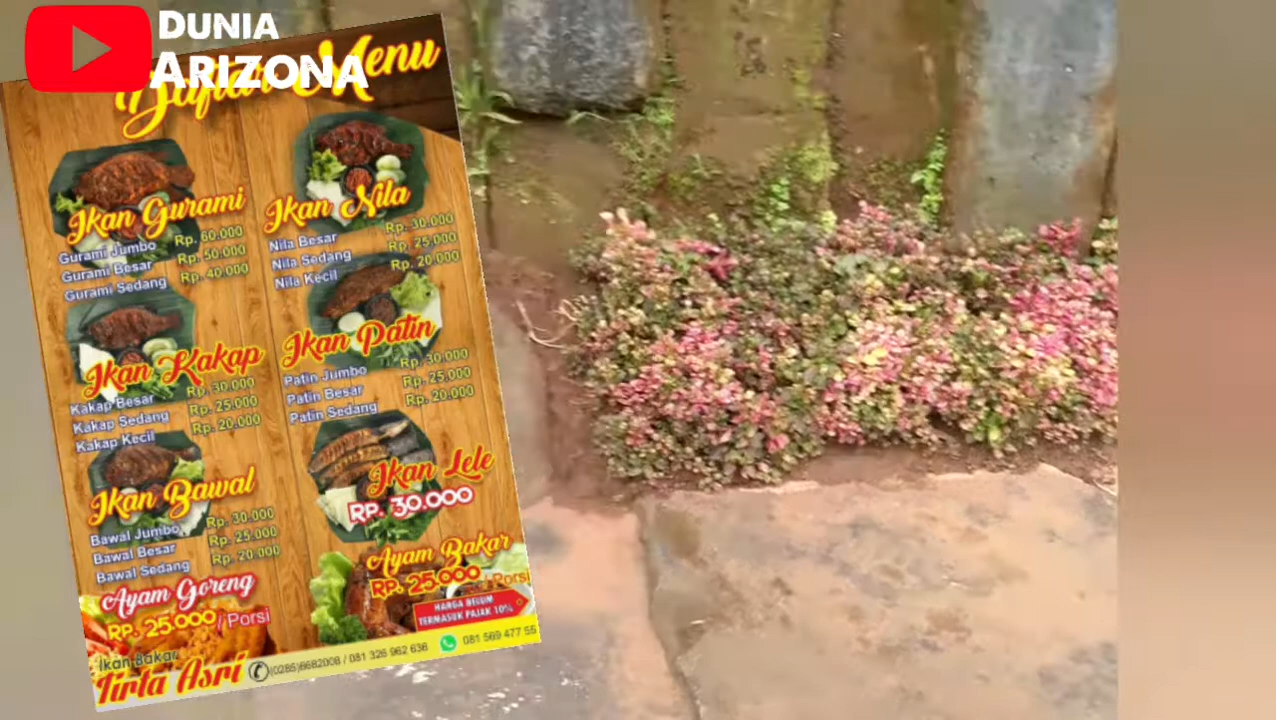 DUNIA
ARIZONA
Daftar Menu
Ikan Gurami
Gurami Jumbo Rp. 60.000
Gurami Besar Rp. 50.000
Gurami Sedang Rp. 40.000
Ikan Nila
Nila Besar Rp. 30.000
Nila Sedang Rp. 25.000
Nila Kecil Rp. 20.000
Ikan Kakap
Kakap Besar Rp. 30.000
Kakap Sedang Rp. 25.000
Kakap Kecil Rp. 20.000
Ikan Patin
Patin Jumbo Rp. 30.000
Patin Besar Rp. 25.000
Patin Sedang Rp. 20.000
Ikan Bawal
Bawal Jumbo Rp. 30.000
Bawal Besar Rp. 25.000
Bawal Sedang Rp. 20.000
Ikan Lele
RP. 30.000
Ayam Goreng
RP. 25.000 / Porsi
Ayam Bakar
RP. 25.000 / Porsi
HARGA BELUM
TERMASUK PAJAK 10%
Ikan Bakar
Tirta Asri
(0285)6682008 / 081 326 962 636 081 569 477 55